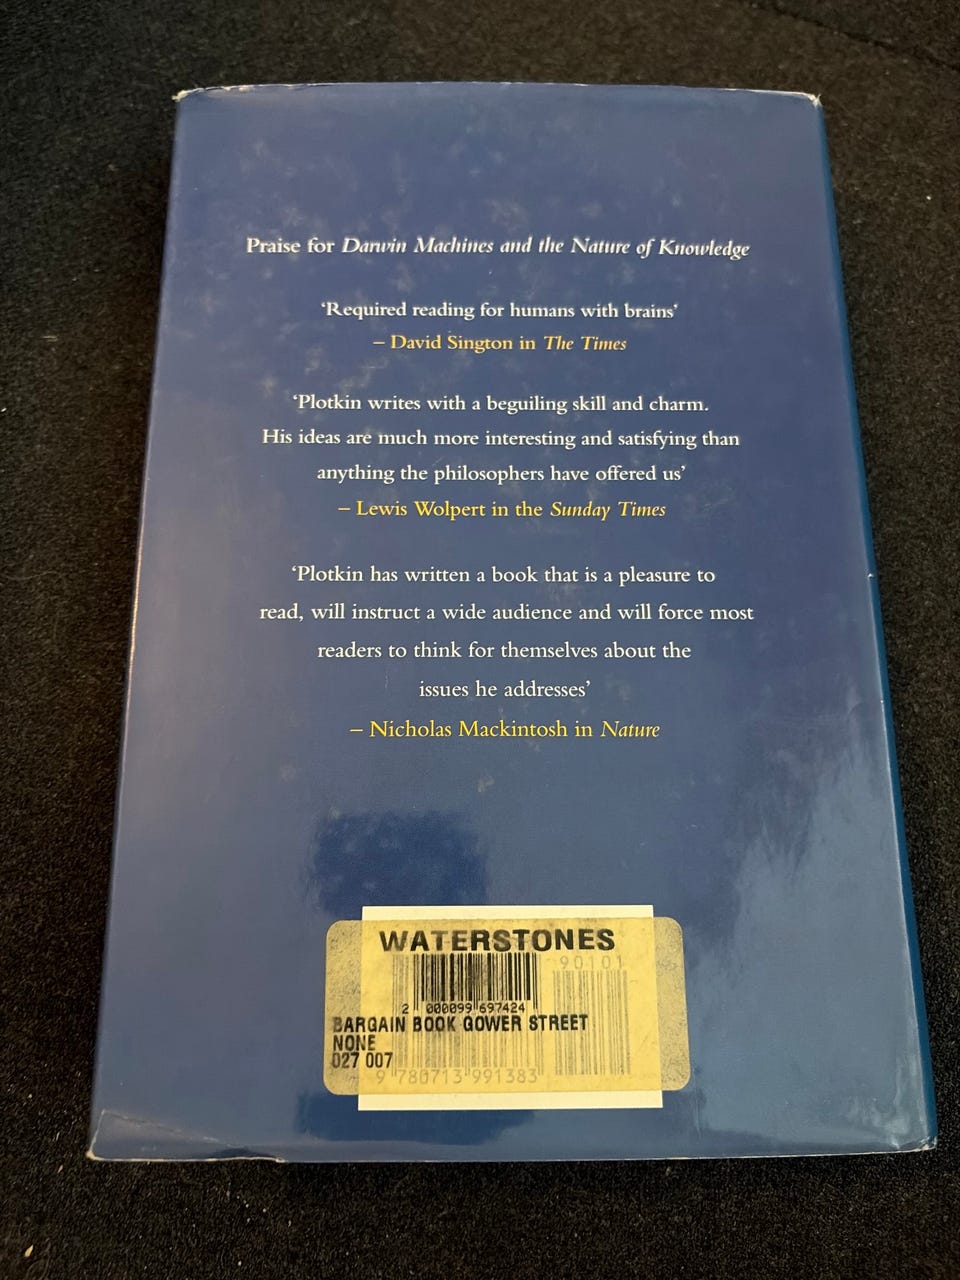 Praise for Darwin Machines and the Nature of Knowledge
‘Required reading for humans with brains’
– David Sington in The Times
‘Plotkin writes with a beguiling skill and charm.
His ideas are much more interesting and satisfying than
anything the philosophers have offered us’
– Lewis Wolpert in the Sunday Times
‘Plotkin has written a book that is a pleasure to
read, will instruct a wide audience and will force most
readers to think for themselves about the
issues he addresses’
– Nicholas Mackintosh in Nature
WATERSTONES
90101
2 000099 697424
BARGAIN BOOK GOWER STREET
NONE
027 007
9 780713 991383